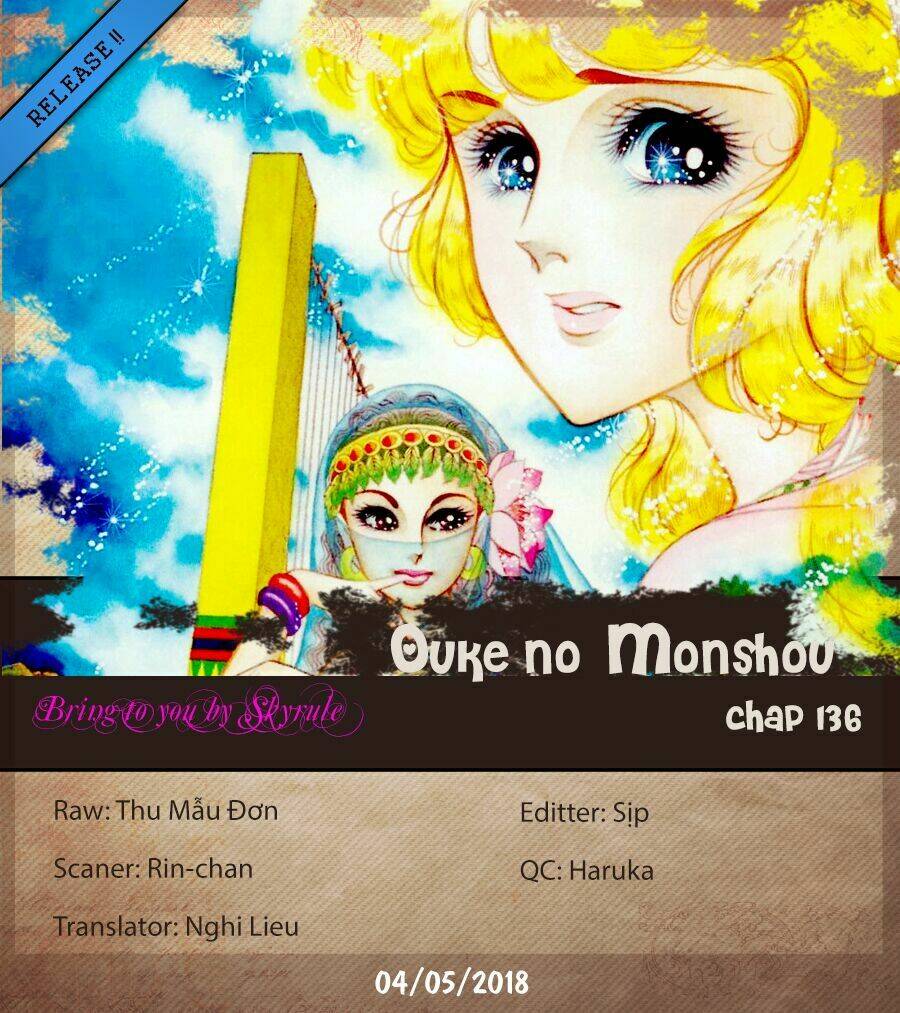 RELEASE !!
Ouke no Monshou
Bring to you by Skyrule
chap 136
Raw: Thu Mẫu Đơn
Editter: Sịp
Scaner: Rin-chan
QC: Haruka
Translator: Nghi Lieu
04/05/2018